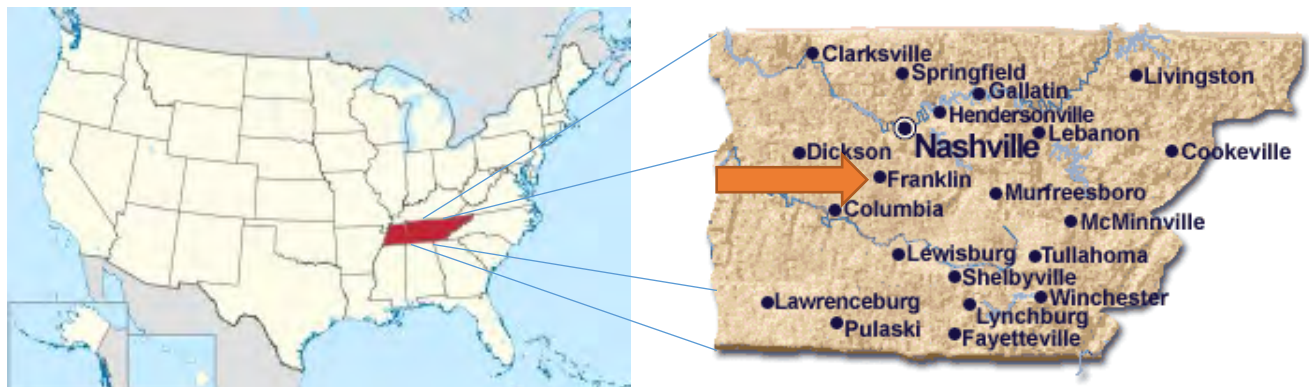 Clarksville
Springfield
Livingston
Gallatin
Hendersonville
Lebanon
Nashville
Dickson
Cookeville
Franklin
Murfreesboro
Columbia
McMinnville
Lewisburg
Tullahoma
Shelbyville
Lawrenceburg
Winchester
Lynchburg
Pulaski
Fayetteville